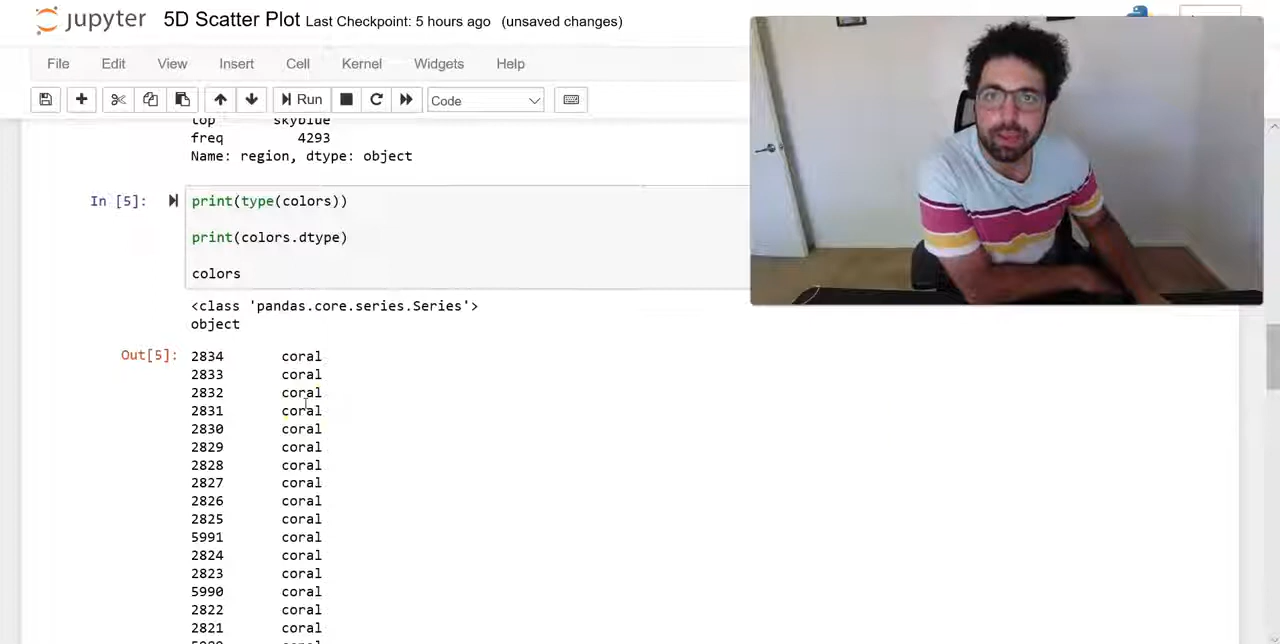 jupyter 5D Scatter Plot Last Checkpoint: 5 hours ago (unsaved changes)
File Edit View Insert Cell Kernel Widgets Help
Run Code
top skyblue
freq 4293
Name: region, dtype: object
In [5]: print(type(colors))
print(colors.dtype)
colors
<class 'pandas.core.series.Series'>
object
Out[5]: 2834 coral
2833 coral
2832 coral
2831 coral
2830 coral
2829 coral
2828 coral
2827 coral
2826 coral
2825 coral
5991 coral
2824 coral
2823 coral
5990 coral
2822 coral
2821 coral
5989 coral